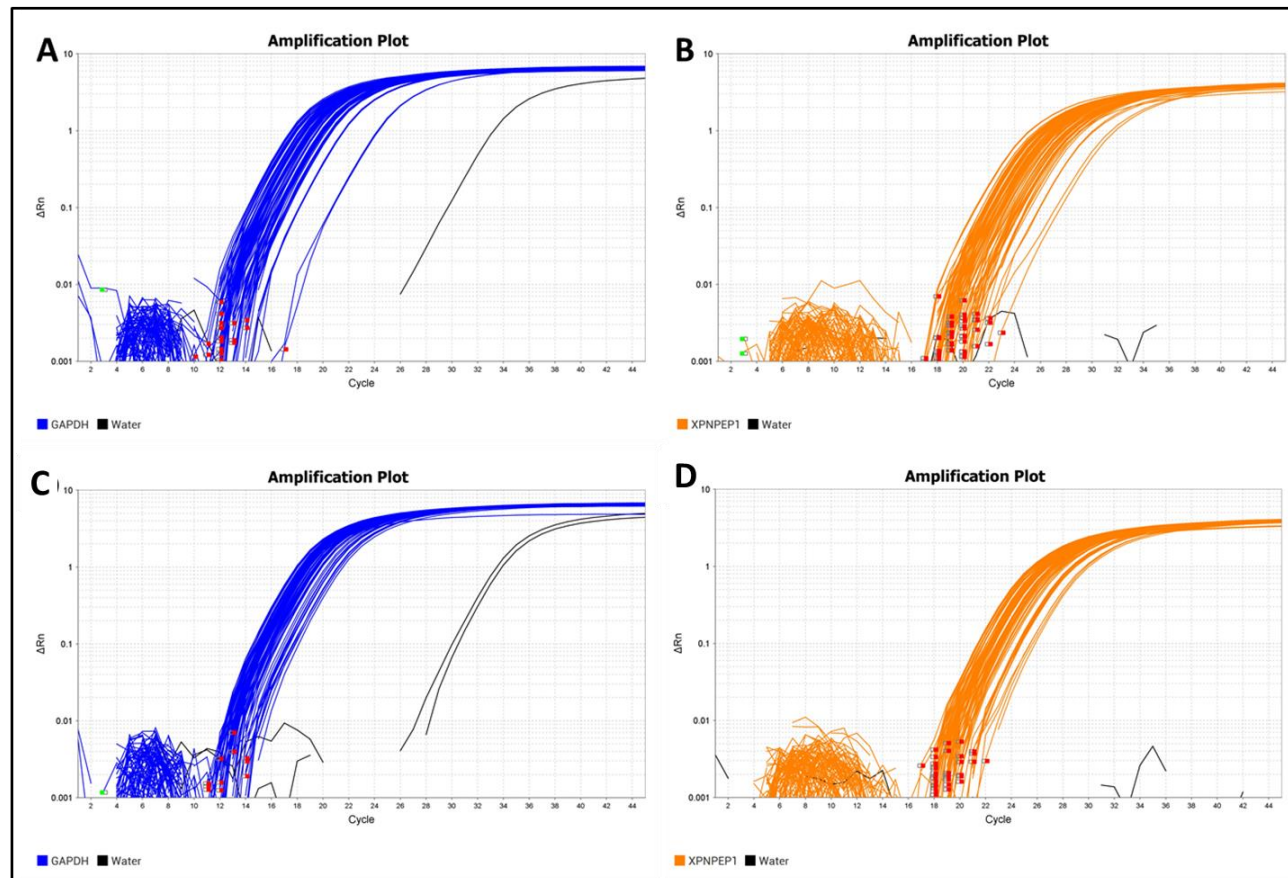 A
Amplification Plot
ΔRn
10
1
0.1
0.01
0.001
2 4 6 8 10 12 14 16 18 20 22 24 26 28 30 32 34 36 38 40 42 44
Cycle
GAPDH Water
B
Amplification Plot
ΔRn
10
1
0.1
0.01
0.001
2 4 6 8 10 12 14 16 18 20 22 24 26 28 30 32 34 36 38 40 42 44
Cycle
XPNPEP1 Water
C
Amplification Plot
ΔRn
10
1
0.1
0.01
0.001
2 4 6 8 10 12 14 16 18 20 22 24 26 28 30 32 34 36 38 40 42 44
Cycle
GAPDH Water
D
Amplification Plot
ΔRn
10
1
0.1
0.01
0.001
2 4 6 8 10 12 14 16 18 20 22 24 26 28 30 32 34 36 38 40 42 44
Cycle
XPNPEP1 Water